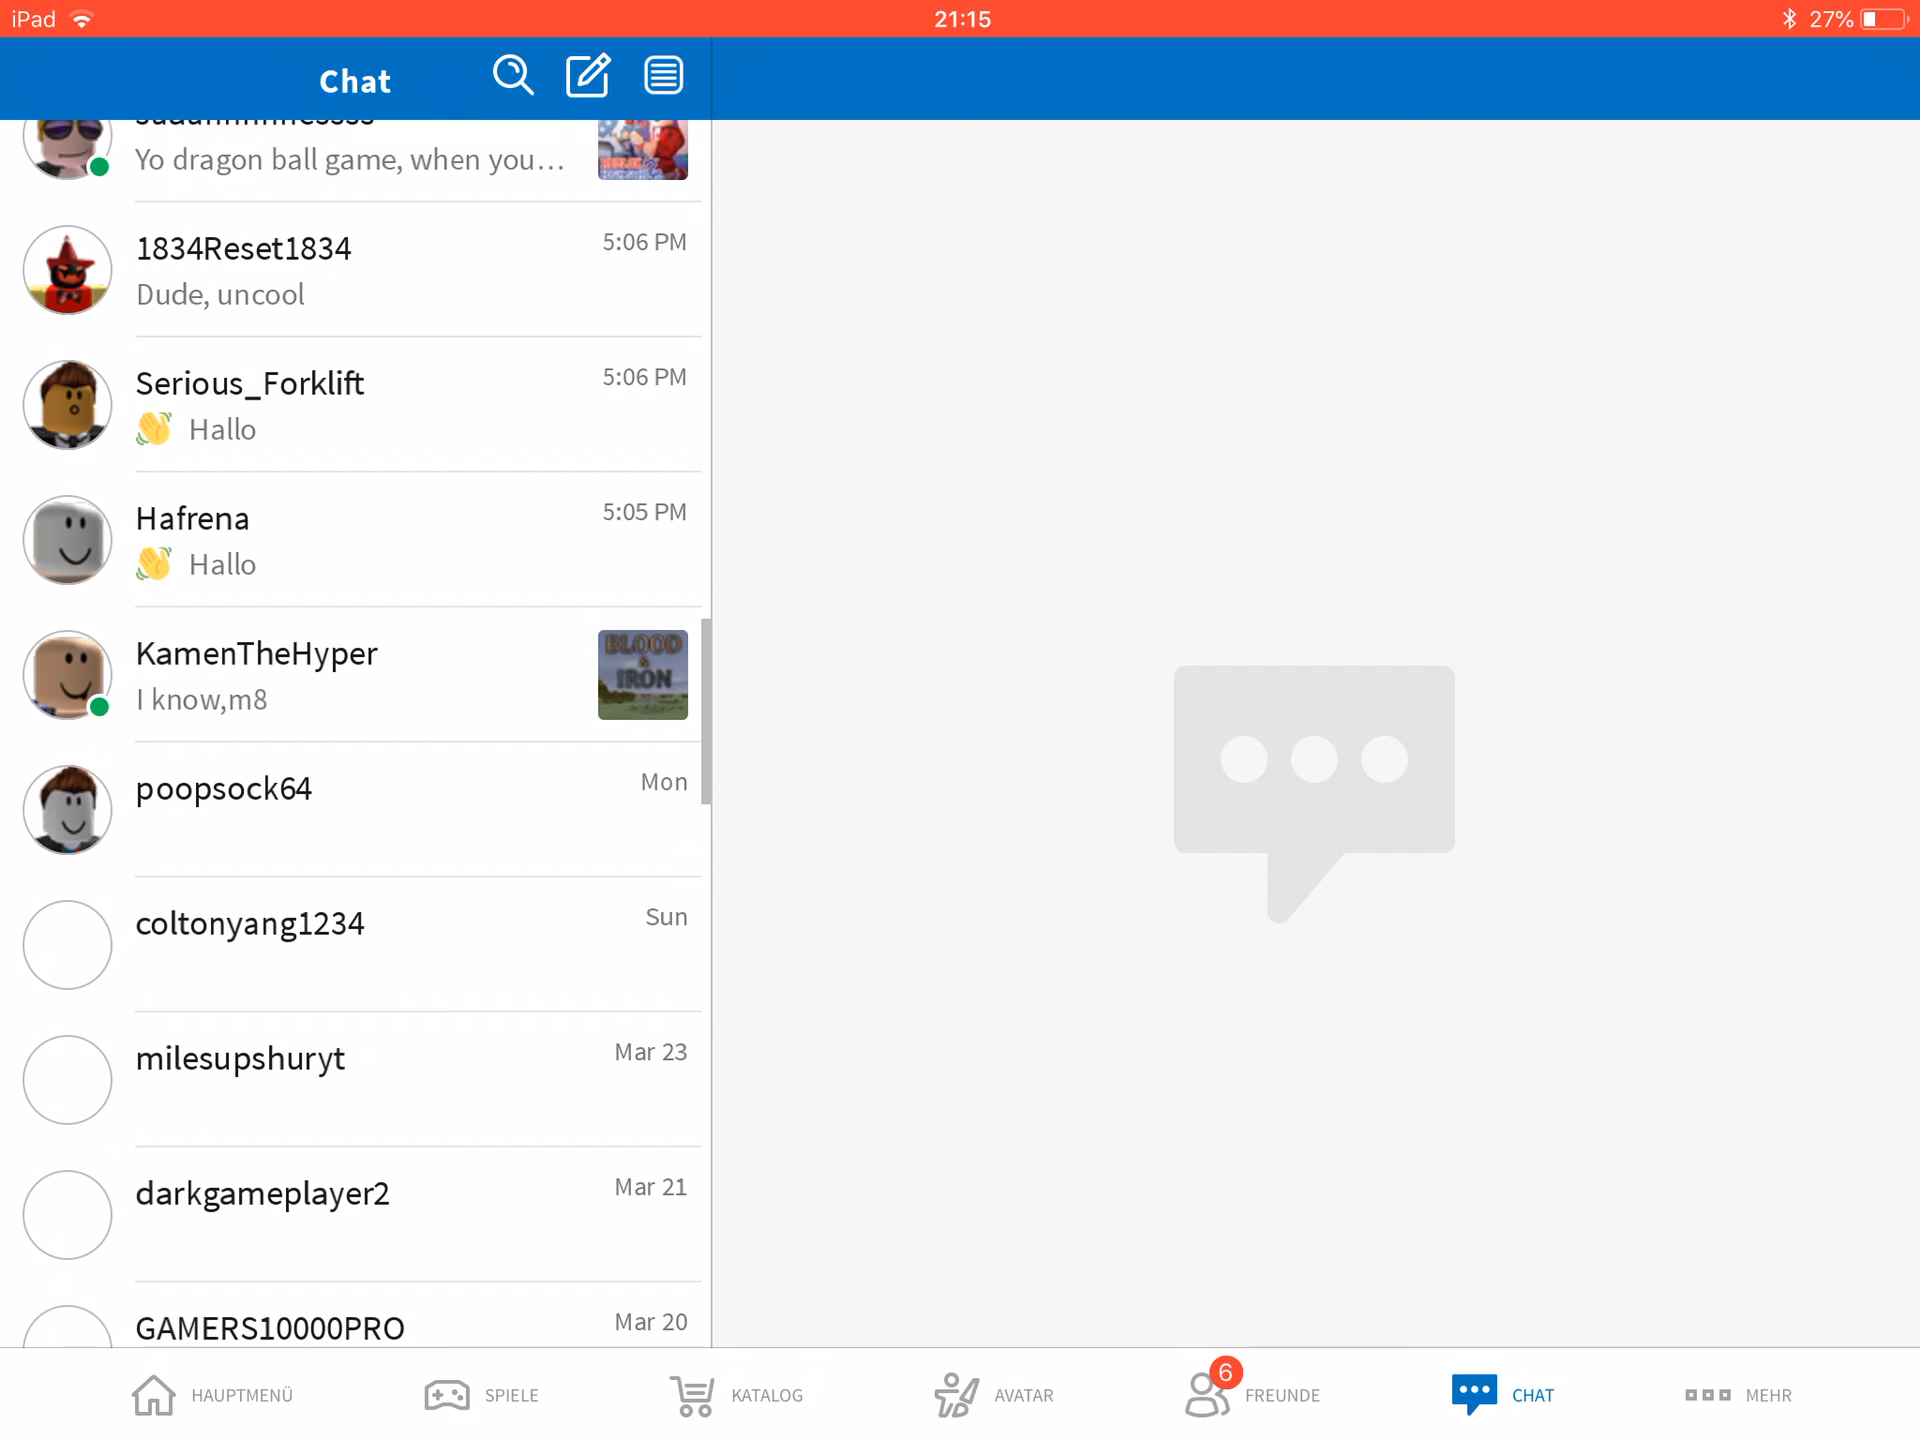 iPad 21:15 27%
Chat
Yo dragon ball game, when you...
1834Reset1834 5:06 PM
Dude, uncool
Serious_Forklift 5:06 PM
👋 Hallo
Hafrena 5:05 PM
👋 Hallo
KamenTheHyper
BLOOD
&
IRON
I know,m8
poopsock64 Mon
coltonyang1234 Sun
milesupshuryt Mar 23
darkgameplayer2 Mar 21
GAMERS10000PRO Mar 20
HAUPTMENÜ SPIELE KATALOG AVATAR 6 FREUNDE CHAT MEHR